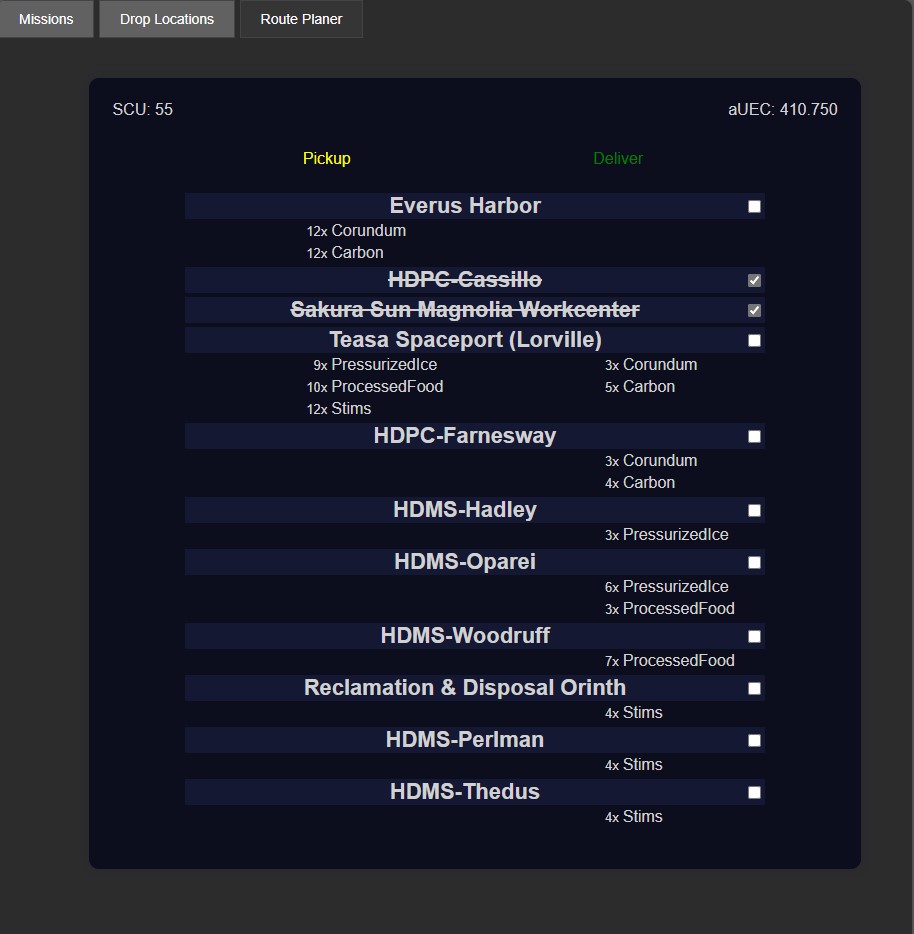 Missions Drop Locations Route Planer
SCU: 55 aUEC: 410.750
Pickup Deliver
Everus Harbor
12x Corundum
12x Carbon
HDPC-Cassillo
Sakura Sun Magnolia Workcenter
Teasa Spaceport (Lorville)
9x PressurizedIce 3x Corundum
10x ProcessedFood 5x Carbon
12x Stims
HDPC-Farnesway
3x Corundum
4x Carbon
HDMS-Hadley
3x PressurizedIce
HDMS-Oparei
6x PressurizedIce
3x ProcessedFood
HDMS-Woodruff
7x ProcessedFood
Reclamation & Disposal Orinth
4x Stims
HDMS-Perlman
4x Stims
HDMS-Thedus
4x Stims